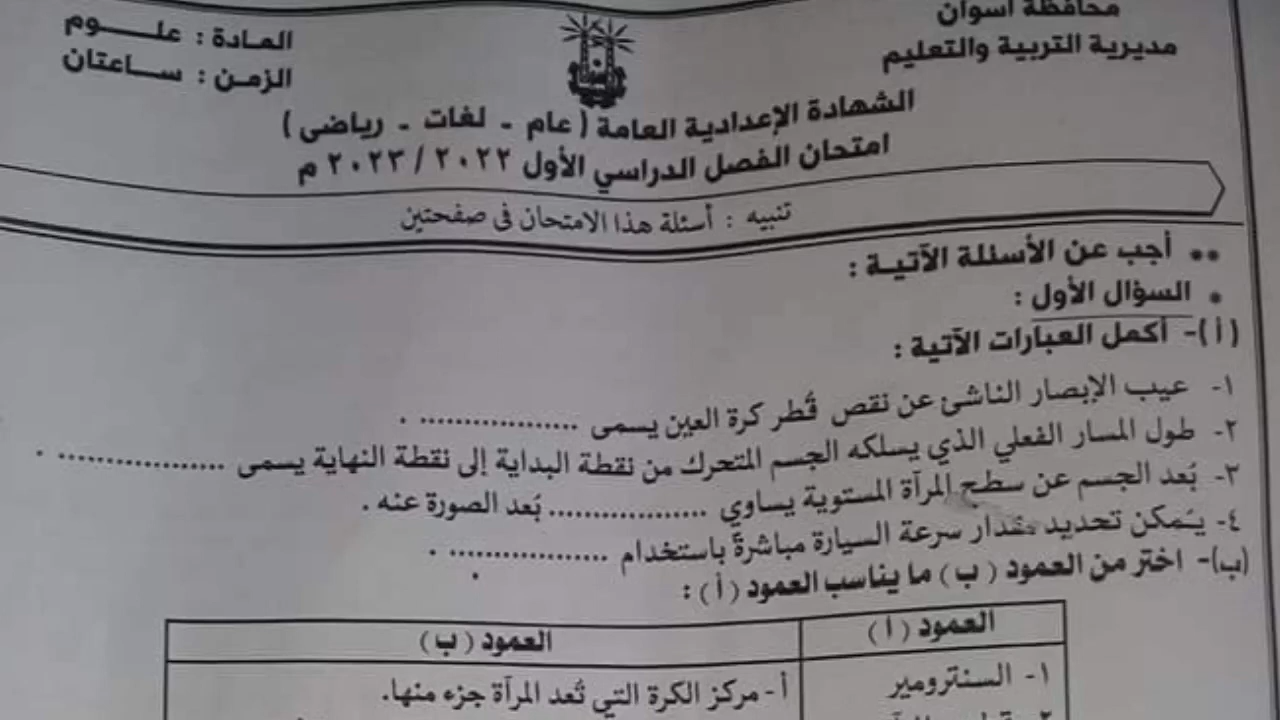 محافظة أسوان
مديرية التربية والتعليم
المادة : علوم
الزمن : ساعتان
الشهادة الإعدادية العامة ( عام - لغات - رياضى )
امتحان الفصل الدراسي الأول ٢٠٢٢ / ٢٠٢٣ م
تنبيه : أسئلة هذا الامتحان فى صفحتين
** أجب عن الأسئلة الآتية :
* السؤال الأول :
(أ)- أكمل العبارات الآتية :
١- عيب الإبصار الناشئ عن نقص قُطر كرة العين يسمى .................. .
٢- طول المسار الفعلي الذي يسلكه الجسم المتحرك من نقطة البداية إلى نقطة النهاية يسمى .................. .
٣- بُعد الجسم عن سطح المرآة المستوية يساوي .................. بُعد الصورة عنه .
٤- يـُمكن تحديد مقدار سرعة السيارة مباشرةً باستخدام .................. .
(ب)- اختر من العمود ( ب ) ما يناسب العمود ( أ ) :
العمود ( أ )
العمود ( ب )
١- السنترومير
أ- مركز الكرة التي تُعد المرآة جزء منها.